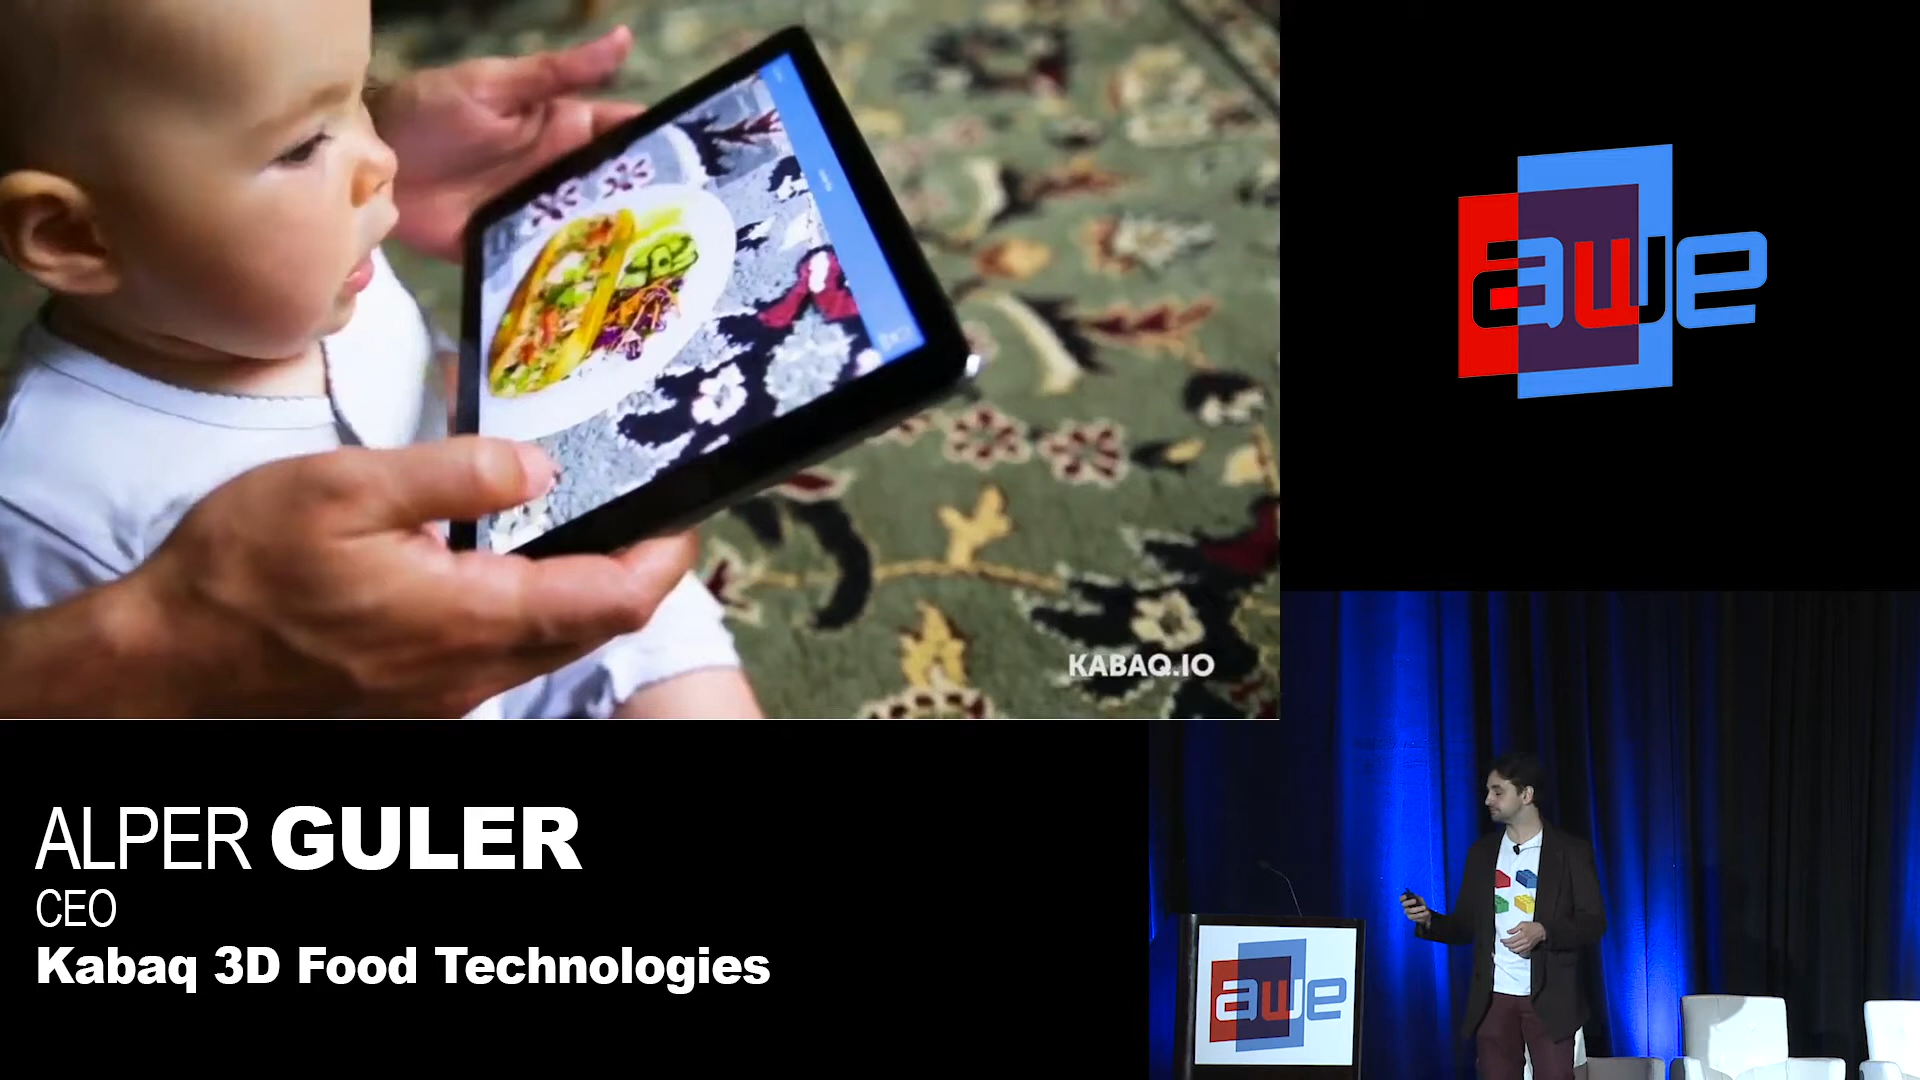 KABAQ.IO
awe
ALPER GULER
CEO
Kabaq 3D Food Technologies
awe